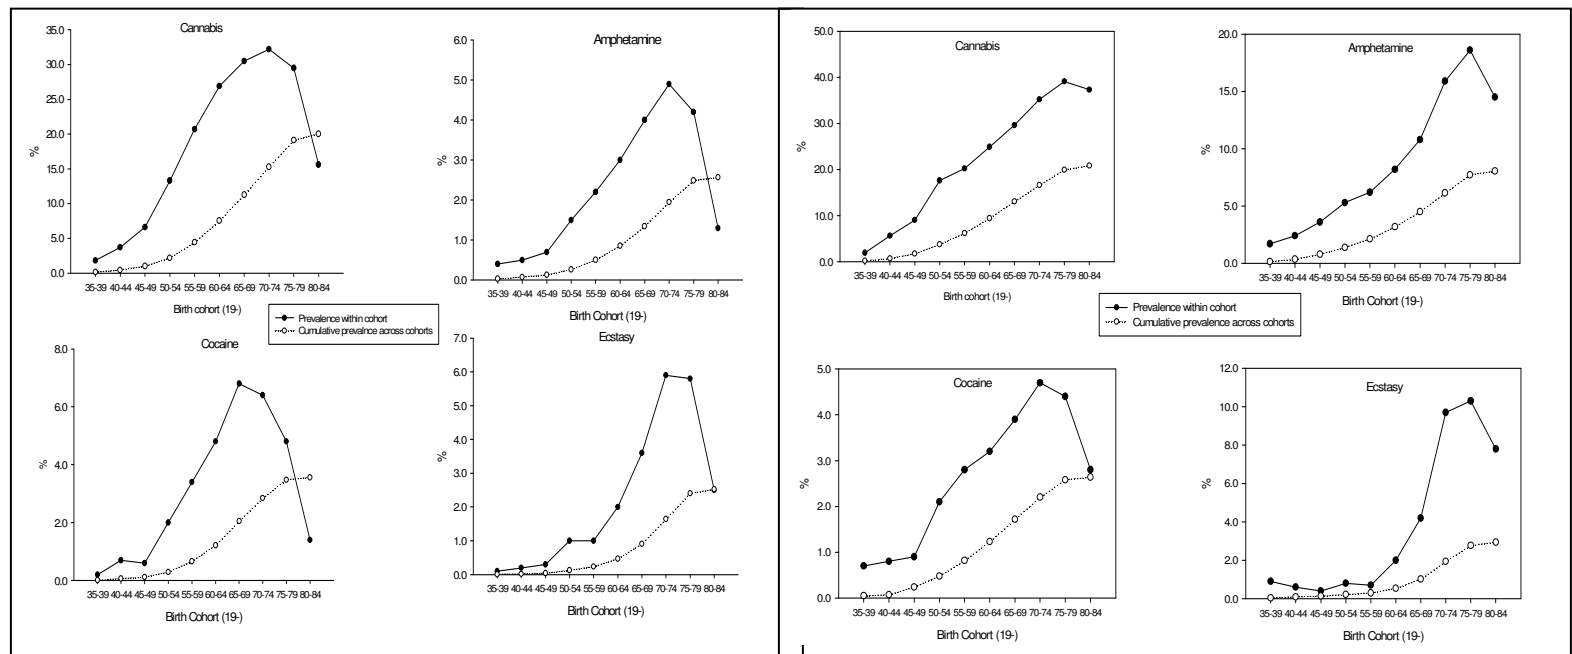 Cannabis
35.0
30.0
25.0
20.0
15.0
10.0
5.0
0.0
%
35-39 40-44 45-49 50-54 55-59 60-64 65-69 70-74 75-79 80-84
Birth cohort (19-)
Amphetamine
6.0
5.0
4.0
3.0
2.0
1.0
0.0
%
35-39 40-44 45-49 50-54 55-59 60-64 65-69 70-74 75-79 80-84
Birth Cohort (19-)
Prevalence within cohort
Cumulative prevalnce across cohorts
Cocaine
8.0
6.0
4.0
2.0
0.0
%
35-39 40-44 45-49 50-54 55-59 60-64 65-69 70-74 75-79 80-84
Birth Cohort (19-)
Ecstasy
7.0
6.0
5.0
4.0
3.0
2.0
1.0
0.0
%
35-39 40-44 45-49 50-54 55-59 60-64 65-69 70-74 75-79 80-84
Birth Cohort (19-)
Cannabis
50.0
40.0
30.0
20.0
10.0
0.0
%
35-39 40-44 45-49 50-54 55-59 60-64 65-69 70-74 75-79 80-84
Birth Cohort (19-)
Amphetamine
20.0
15.0
10.0
5.0
0.0
%
35-39 40-44 45-49 50-54 55-59 60-64 65-69 70-74 75-79 80-84
Birth Cohort (19-)
Prevalence within cohort
Cumulative prevalence across cohorts
Cocaine
5.0
4.0
3.0
2.0
1.0
0.0
%
35-39 40-44 45-49 50-54 55-59 60-64 65-69 70-74 75-79 80-84
Birth Cohort (19-)
Ecstasy
12.0
10.0
8.0
6.0
4.0
2.0
0.0
%
35-39 40-44 45-49 50-54 55-59 60-64 65-69 70-74 75-79 80-84
Birth Cohort (19-)